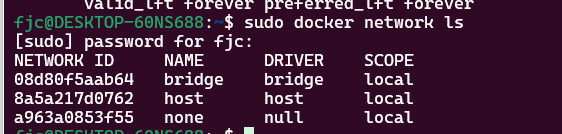 valid_lft forever preferred_lft forever
fjc@DESKTOP-60NS688:~$ sudo docker network ls
[sudo] password for fjc:
NETWORK ID     NAME      DRIVER    SCOPE
08d80f5aab64   bridge    bridge    local
8a5a217d0762   host      host      local
a963a0853f55   none      null      local
fjc@DESKTOP-60NS688:~$